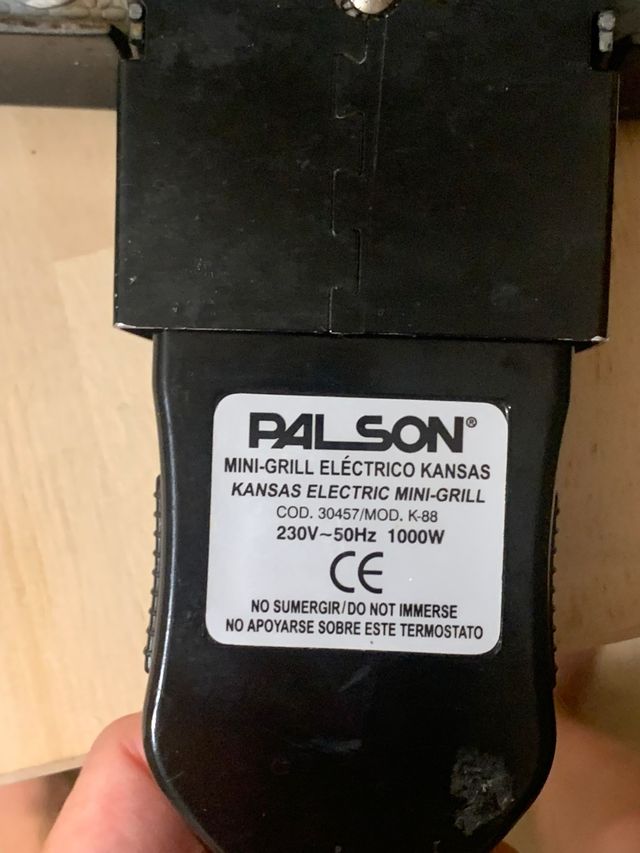 PALSON®
MINI-GRILL ELÉCTRICO KANSAS
KANSAS ELECTRIC MINI-GRILL
COD. 30457/MOD. K-88
230V~50Hz 1000W
CE
NO SUMERGIR/DO NOT IMMERSE
NO APOYARSE SOBRE ESTE TERMOSTATO